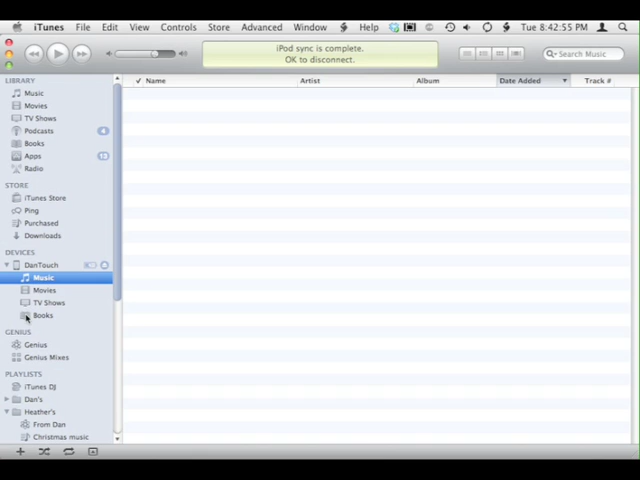 iTunes File Edit View Controls Store Advanced Window Help Tue 8:42:55 PM
iPod sync is complete.
OK to disconnect.
Search Music
LIBRARY
Music
Movies
TV Shows
Podcasts 4
Books
Apps 13
Radio
STORE
iTunes Store
Ping
Purchased
Downloads
DEVICES
DanTouch
Music
Movies
TV Shows
Books
GENIUS
Genius
Genius Mixes
PLAYLISTS
iTunes DJ
Dan's
Heather's
From Dan
Christmas music
✓ Name Artist Album Date Added Track #